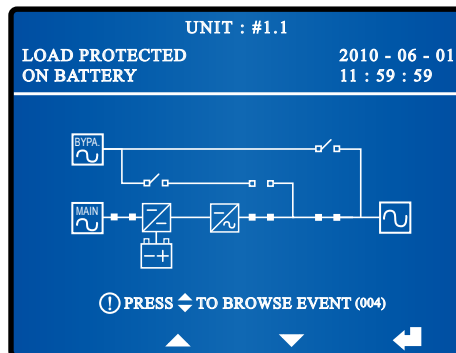 UNIT : #1.1
LOAD PROTECTED 2010 - 06 - 01
ON BATTERY 11 : 59 : 59
BYPA.
MAIN
PRESS TO BROWSE EVENT (004)